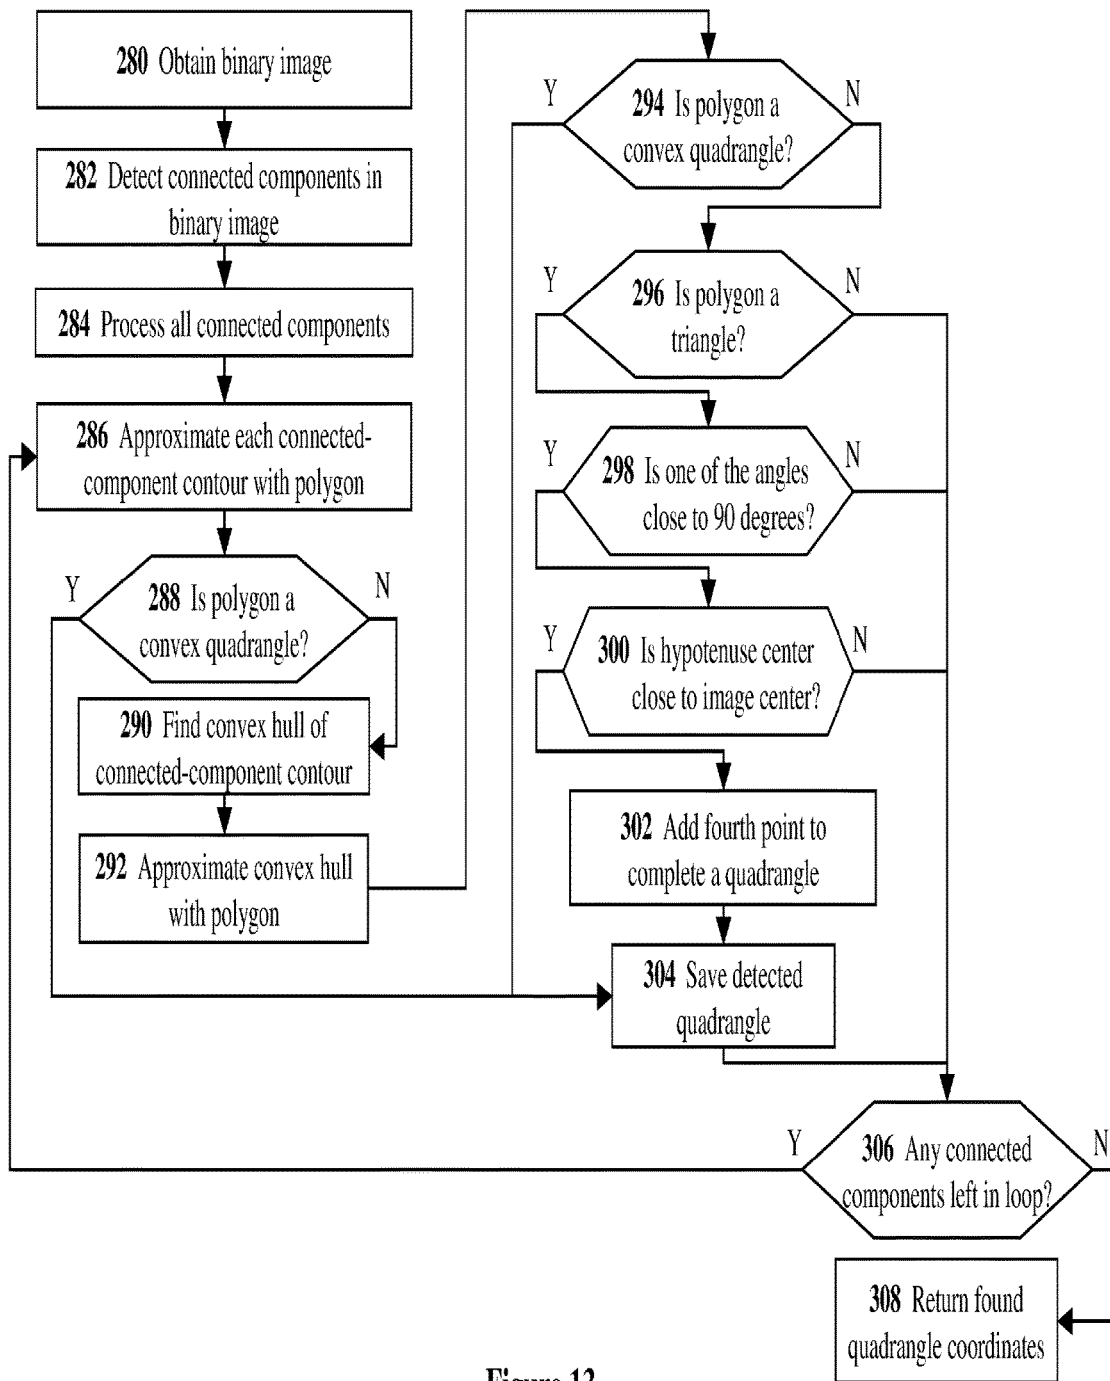 280 Obtain binary image
282 Detect connected components in
binary image
284 Process all connected components
286 Approximate each connected-
component contour with polygon
Y
N
288 Is polygon a
convex quadrangle?
290 Find convex hull of
connected-component contour
292 Approximate convex hull
with polygon
Y
N
294 Is polygon a
convex quadrangle?
Y
N
296 Is polygon a
triangle?
Y
N
298 Is one of the angles
close to 90 degrees?
Y
N
300 Is hypotenuse center
close to image center?
302 Add fourth point to
complete a quadrangle
304 Save detected
quadrangle
Y
N
306 Any connected
components left in loop?
308 Return found
quadrangle coordinates